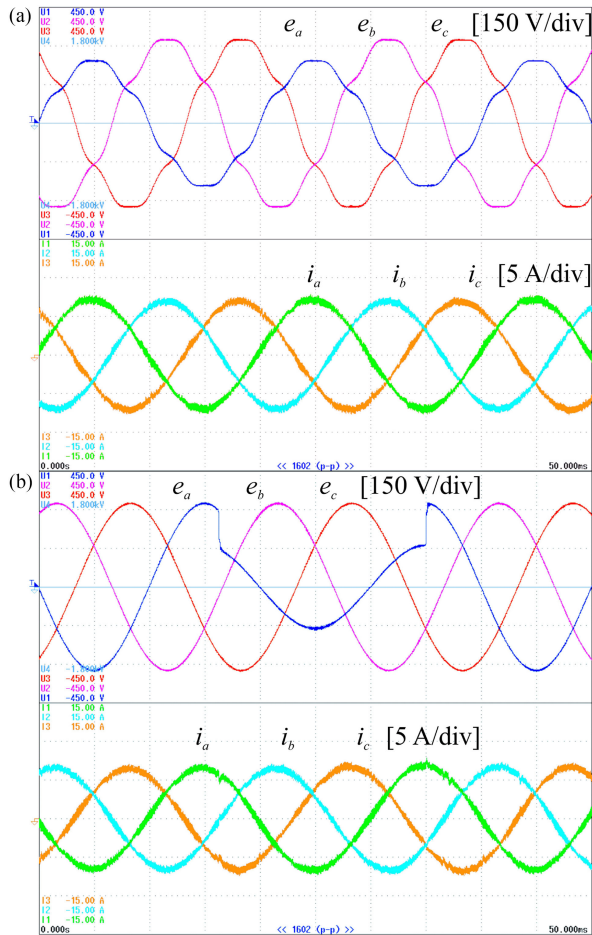 (a)
U1 450.0 V
U2 450.0 V
U3 450.0 V
U4 1.800kV
e_a e_b e_c [150 V/div]
U4 -1.800kV
U3 -450.0 V
U2 -450.0 V
U1 -450.0 V
I1 15.00 A
I2 15.00 A
I3 15.00 A
i_a i_b i_c [5 A/div]
I3 -15.00 A
I2 -15.00 A
I1 -15.00 A
0.000s << 1602 (p-p) >> 50.000ms
(b)
U1 450.0 V
U2 450.0 V
U3 450.0 V
U4 1.800kV
e_a e_b e_c [150 V/div]
U4 -1.800kV
U3 -450.0 V
U2 -450.0 V
U1 -450.0 V
I1 15.00 A
I2 15.00 A
I3 15.00 A
i_a i_b i_c [5 A/div]
I3 -15.00 A
I2 -15.00 A
I1 -15.00 A
0.000s << 1602 (p-p) >> 50.000ms